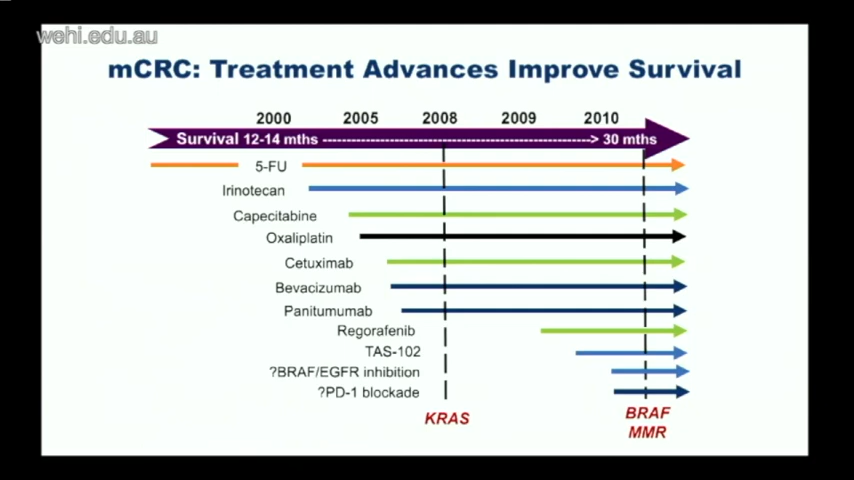 wehi.edu.au
mCRC: Treatment Advances Improve Survival
2000 2005 2008 2009 2010
Survival 12-14 mths ---------------------------------------------------> 30 mths
5-FU
Irinotecan
Capecitabine
Oxaliplatin
Cetuximab
Bevacizumab
Panitumumab
Regorafenib
TAS-102
?BRAF/EGFR inhibition
?PD-1 blockade
KRAS
BRAF
MMR